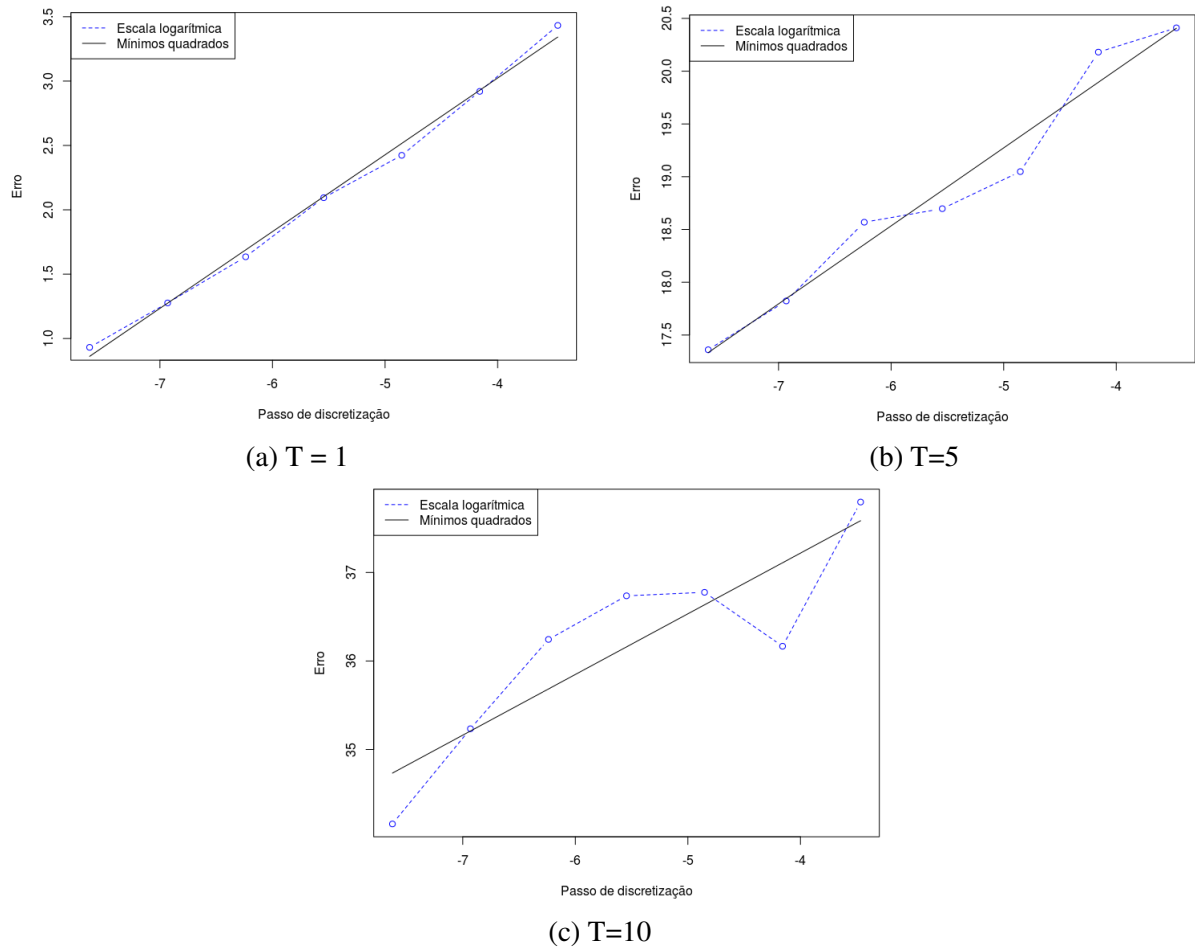 Escala logarítmica
Mínimos quadrados
3.5
3.0
2.5
2.0
1.5
1.0
Erro
-7
-6
-5
-4
Passo de discretização
(a) T = 1
Escala logarítmica
Mínimos quadrados
20.5
20.0
19.5
19.0
18.5
18.0
17.5
Erro
-7
-6
-5
-4
Passo de discretização
(b) T=5
Escala logarítmica
Mínimos quadrados
37
36
35
Erro
-7
-6
-5
-4
Passo de discretização
(c) T=10